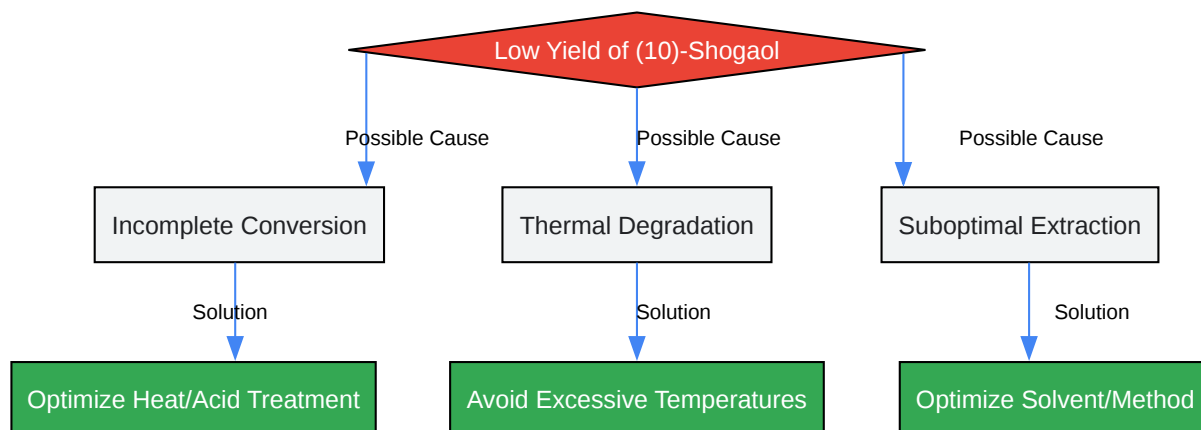 Low Yield of (10)-Shogaol
Possible Cause
Possible Cause
Possible Cause
Incomplete Conversion
Thermal Degradation
Suboptimal Extraction
Solution
Solution
Solution
Optimize Heat/Acid Treatment
Avoid Excessive Temperatures
Optimize Solvent/Method